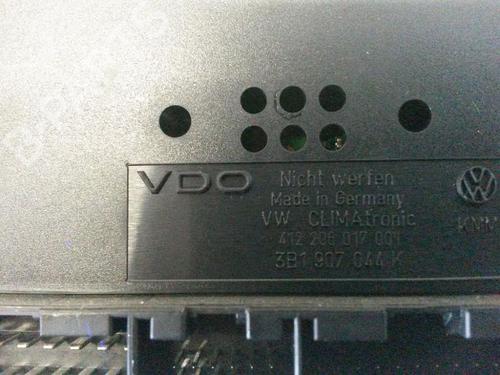 VDO
Nicht werfen
Made in Germany
VW CLIMAtronic
412 206 017 001
3B1 907 044 K